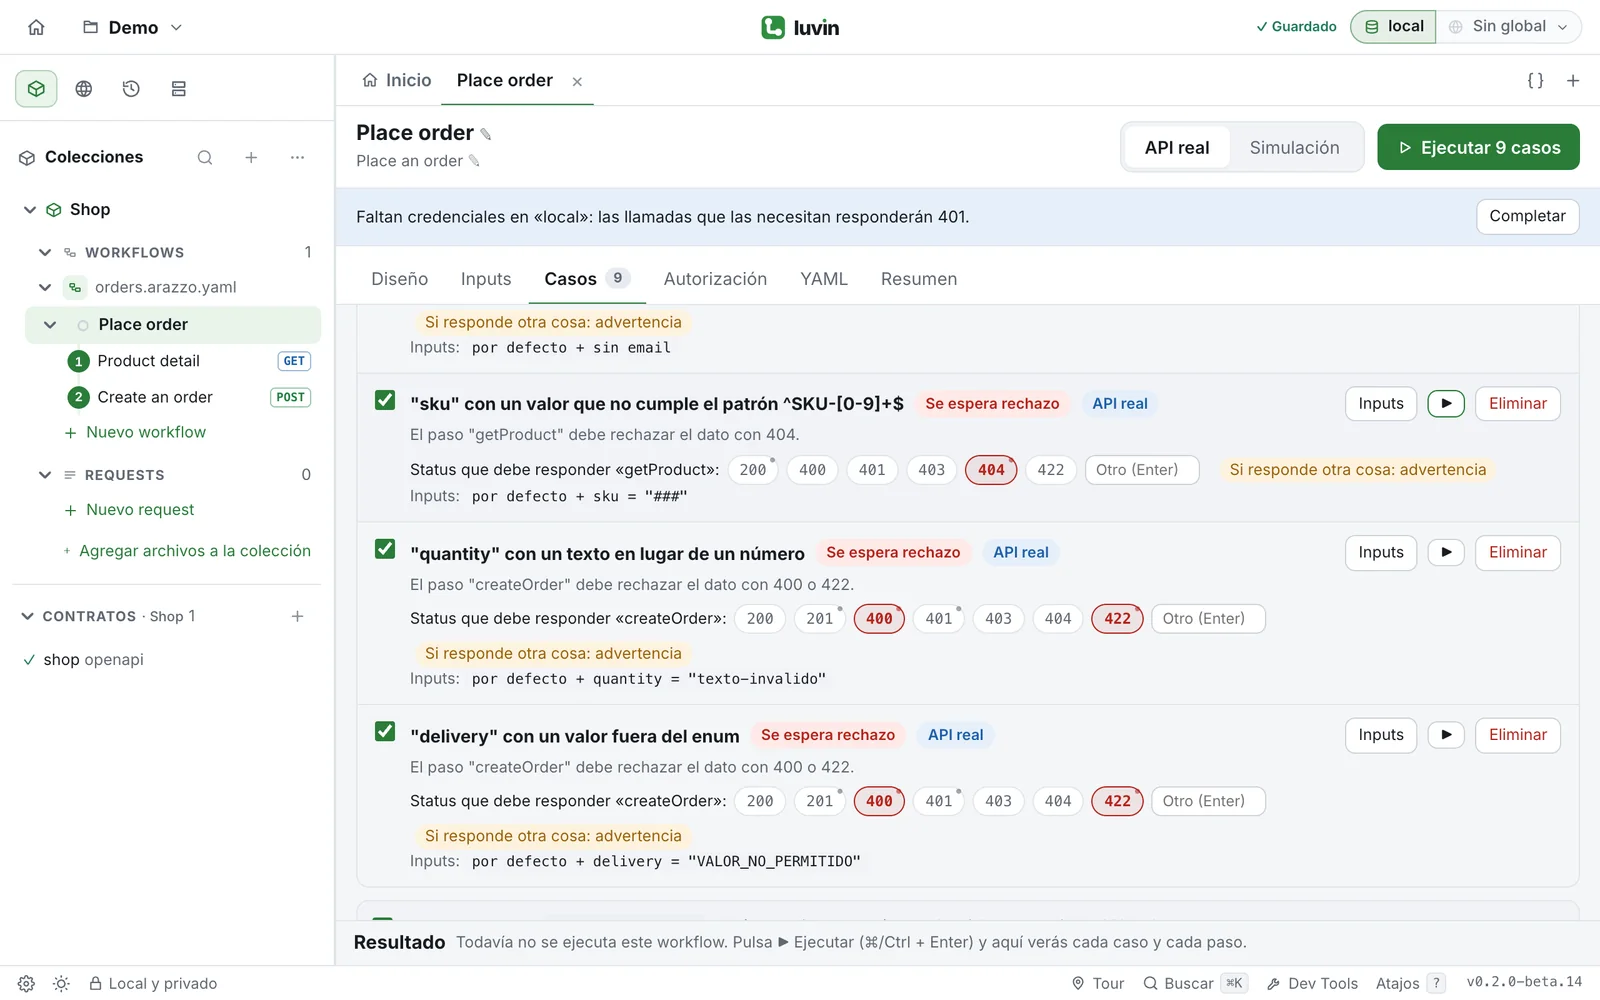 Demo
luvin
Guardado
local
Sin global
Inicio
Place order
{ }
Colecciones
Place order
Place an order
API real
Simulación
Ejecutar 9 casos
Shop
Faltan credenciales en «local»: las llamadas que las necesitan responderán 401.
Completar
WORKFLOWS 1
orders.arazzo.yaml
Place order
1 Product detail GET
2 Create an order POST
+ Nuevo workflow
REQUESTS 0
+ Nuevo request
+ Agregar archivos a la colección
CONTRATOS · Shop 1
shop openapi
Diseño
Inputs
Casos 9
Autorización
YAML
Resumen
Si responde otra cosa: advertencia
Inputs: por defecto + sin email
"sku" con un valor que no cumple el patrón ^SKU-[0-9]+$ Se espera rechazo API real Inputs Eliminar
El paso "getProduct" debe rechazar el dato con 404.
Status que debe responder «getProduct»: 200 400 401 403 404 422 Otro (Enter) Si responde otra cosa: advertencia
Inputs: por defecto + sku = "###"
"quantity" con un texto en lugar de un número Se espera rechazo API real Inputs Eliminar
El paso "createOrder" debe rechazar el dato con 400 o 422.
Status que debe responder «createOrder»: 200 201 400 401 403 404 422 Otro (Enter)
Si responde otra cosa: advertencia
Inputs: por defecto + quantity = "texto-invalido"
"delivery" con un valor fuera del enum Se espera rechazo API real Inputs Eliminar
El paso "createOrder" debe rechazar el dato con 400 o 422.
Status que debe responder «createOrder»: 200 201 400 401 403 404 422 Otro (Enter)
Si responde otra cosa: advertencia
Inputs: por defecto + delivery = "VALOR_NO_PERMITIDO"
Resultado Todavía no se ejecuta este workflow. Pulsa ▶ Ejecutar (⌘/Ctrl + Enter) y aquí verás cada caso y cada paso.
Local y privado
Tour
Buscar ⌘K
Dev Tools
Atajos ?
v0.2.0-beta.14